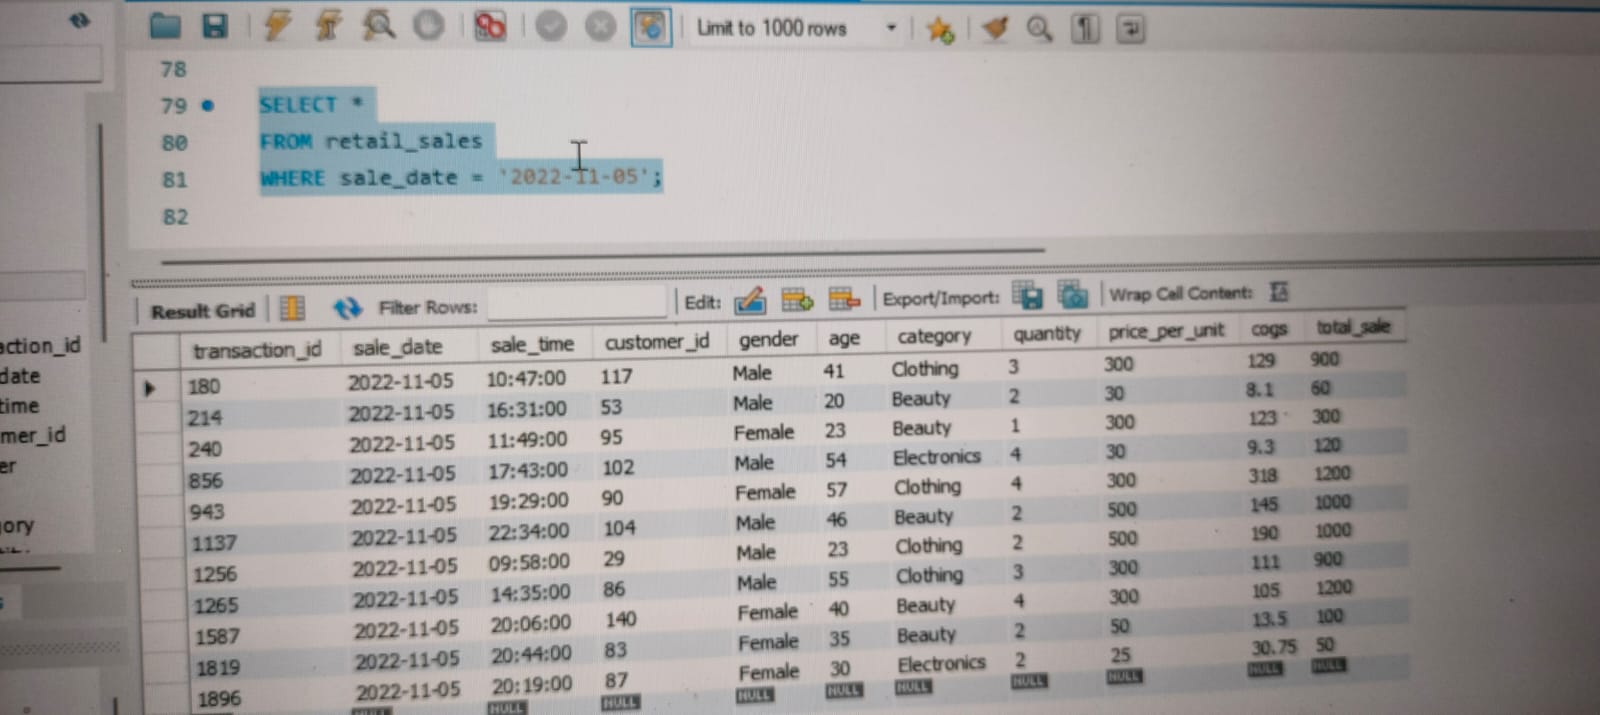 Limit to 1000 rows
78
79 SELECT *
80 FROM retail_sales
81 WHERE sale_date = '2022-11-05';
82
Result Grid Filter Rows: Edit: Export/Import: Wrap Cell Content:
transaction_id sale_date sale_time customer_id gender age category quantity price_per_unit cogs total_sale
180 2022-11-05 10:47:00 117 Male 41 Clothing 3 300 129 900
214 2022-11-05 16:31:00 53 Male 20 Beauty 2 30 8.1 60
240 2022-11-05 11:49:00 95 Female 23 Beauty 1 300 123 300
856 2022-11-05 17:43:00 102 Male 54 Electronics 4 30 9.3 120
943 2022-11-05 19:29:00 90 Female 57 Clothing 4 300 318 1200
1137 2022-11-05 22:34:00 104 Male 46 Beauty 2 500 145 1000
1256 2022-11-05 09:58:00 29 Male 23 Clothing 2 500 190 1000
1265 2022-11-05 14:35:00 86 Male 55 Clothing 3 300 111 900
1587 2022-11-05 20:06:00 140 Female 40 Beauty 4 300 105 1200
1819 2022-11-05 20:44:00 83 Female 35 Beauty 2 50 13.5 100
1896 2022-11-05 20:19:00 87 Female 30 Electronics 2 25 30.75 50
NULL NULL NULL NULL NULL NULL NULL NULL NULL NULL
action_id
date
time
mer_id
er
gory